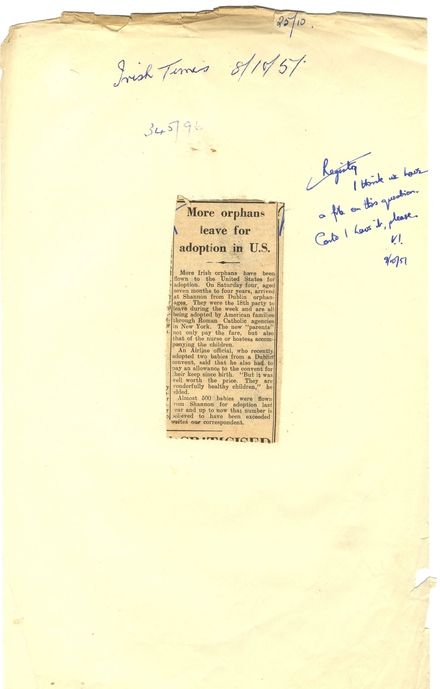 25/10.
Irish Times 8/10/51.
345/96
Registry
I think we have
a file on this question.
Could I have it, please.
V.I.
9/10/51
More orphans
leave for
adoption in U.S.
More Irish orphans have been
flown to the United States for
adoption. On Saturday four, aged
seven months to four years, arrived
at Shannon from Dublin orphan-
ages. They were the 18th party to
leave during the week and are all
being adopted by American families
through Roman Catholic agencies
in New York. The new "parents"
not only pay the fare, but also
that of the nurse or hostess accom-
panying the children.
An Airline official, who recently
adopted two babies from a Dublin
convent, said that he also had to
pay an allowance to the convent for
their keep since birth. "But it was
well worth the price. They are
wonderfully healthy children," he
added.
Almost 500 babies were flown
from Shannon for adoption last
year and up to now that number is
believed to have been exceeded
writes our correspondent.
CRITICISED